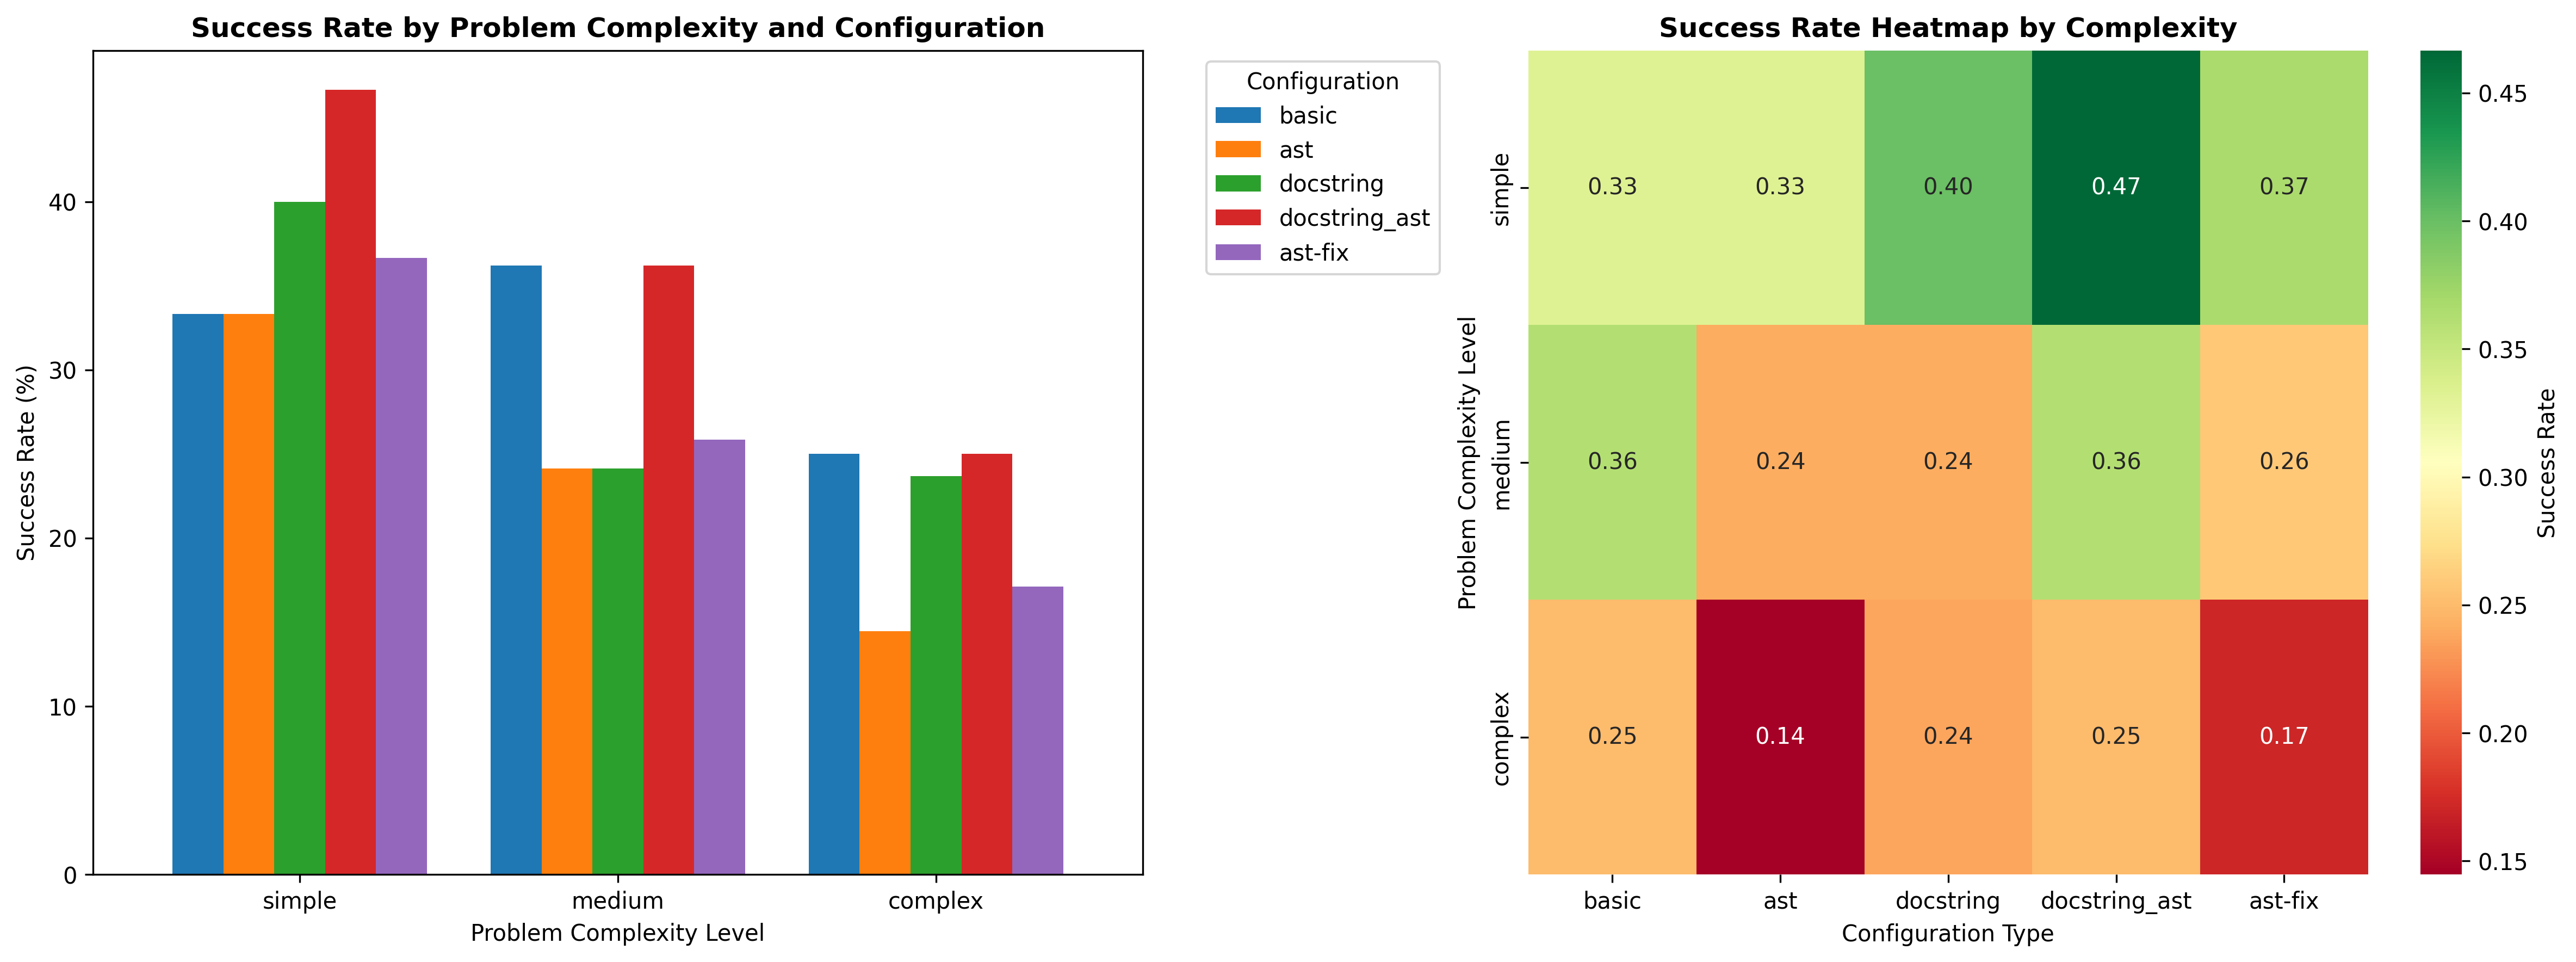 Success Rate by Problem Complexity and Configuration
Success Rate (%)
40
30
20
10
0
simple
medium
complex
Problem Complexity Level
Configuration
basic
ast
docstring
docstring_ast
ast-fix
Success Rate Heatmap by Complexity
Problem Complexity Level
simple
0.33
0.33
0.40
0.47
0.37
medium
0.36
0.24
0.24
0.36
0.26
complex
0.25
0.14
0.24
0.25
0.17
basic
ast
docstring
docstring_ast
ast-fix
Configuration Type
0.45
0.40
0.35
0.30
0.25
0.20
0.15
Success Rate